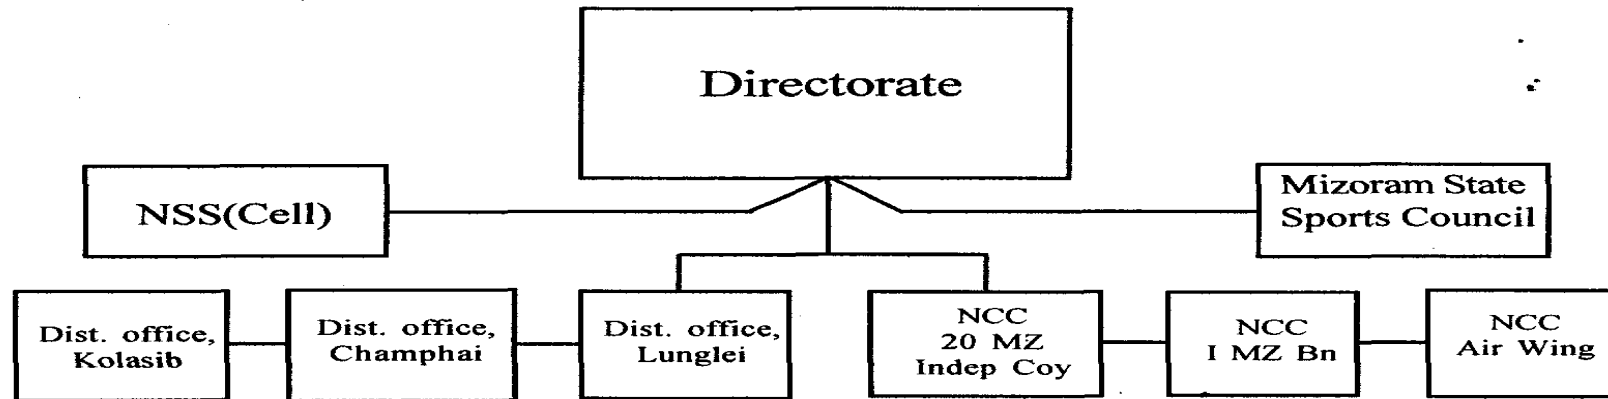 Directorate
NSS(Cell)
Mizoram State
Sports Council
Dist. office,
Kolasib
Dist. office,
Champhai
Dist. office,
Lunglei
NCC
20 MZ
Indep Coy
NCC
I MZ Bn
NCC
Air Wing